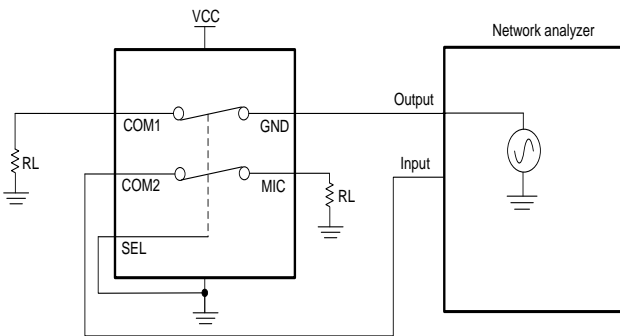 VCC
Network analyzer
Output
COM1
GND
Input
RL
COM2
MIC
RL
SEL